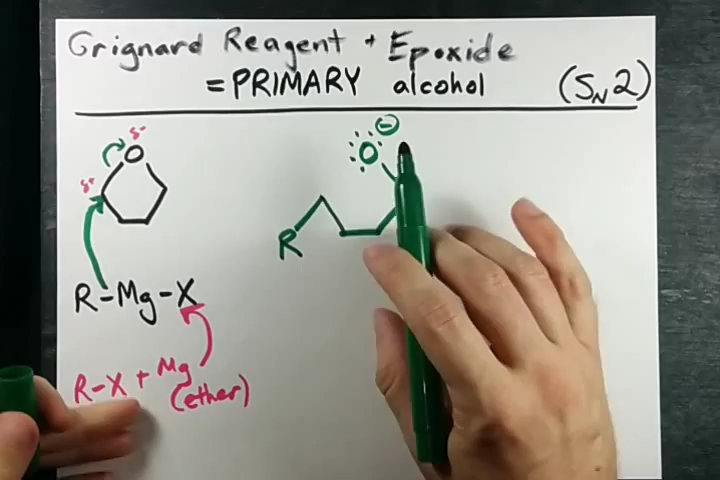 Grignard Reagent + Epoxide
= PRIMARY alcohol (SN2)
δ-
O
δ+
O -
R
R-Mg-X
R-X + Mg
(ether)